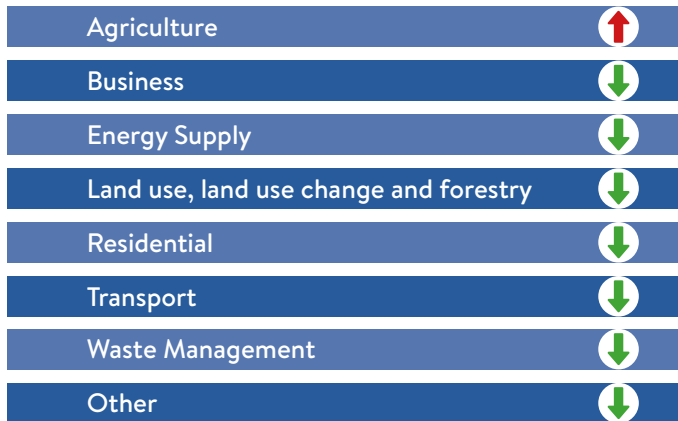 Agriculture
Business
Energy Supply
Land use, land use change and forestry
Residential
Transport
Waste Management
Other